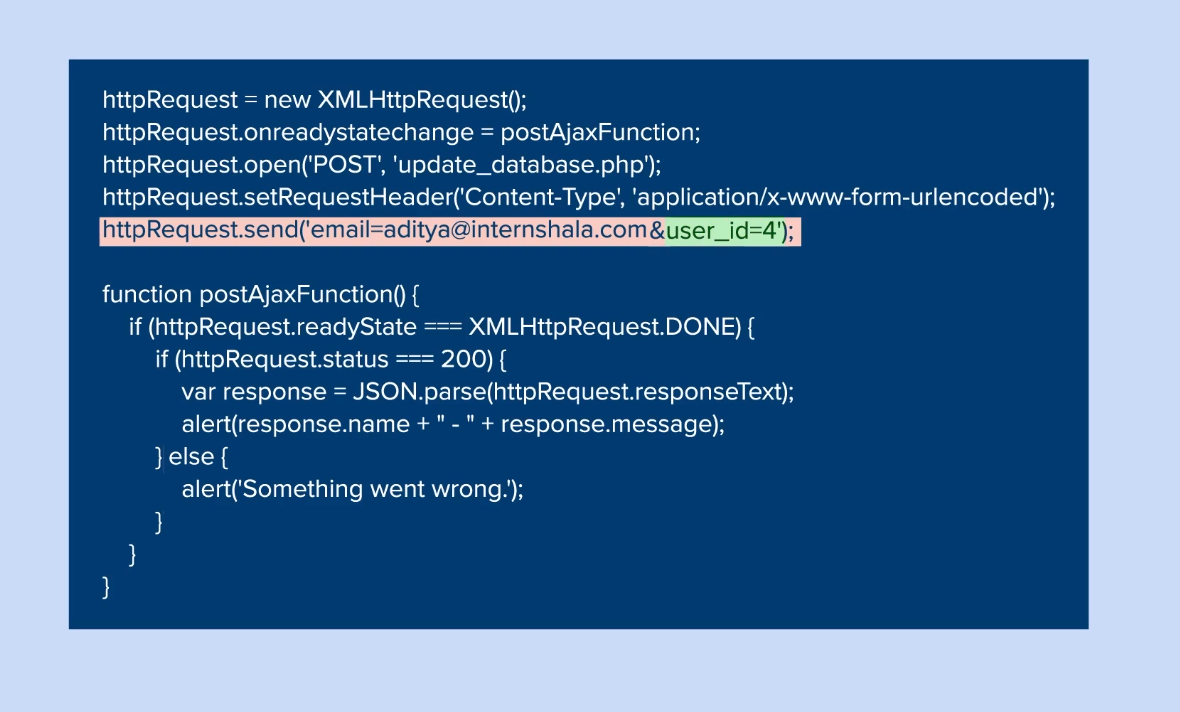 httpRequest = new XMLHttpRequest();
httpRequest.onreadystatechange = postAjaxFunction;
httpRequest.open('POST', 'update_database.php');
httpRequest.setRequestHeader('Content-Type', 'application/x-www-form-urlencoded');
httpRequest.send('email=aditya@internshala.com&user_id=4');
function postAjaxFunction() {
if (httpRequest.readyState === XMLHttpRequest.DONE) {
if (httpRequest.status === 200) {
var response = JSON.parse(httpRequest.responseText);
alert(response.name + " - " + response.message);
} else {
alert('Something went wrong.');
}
}
}